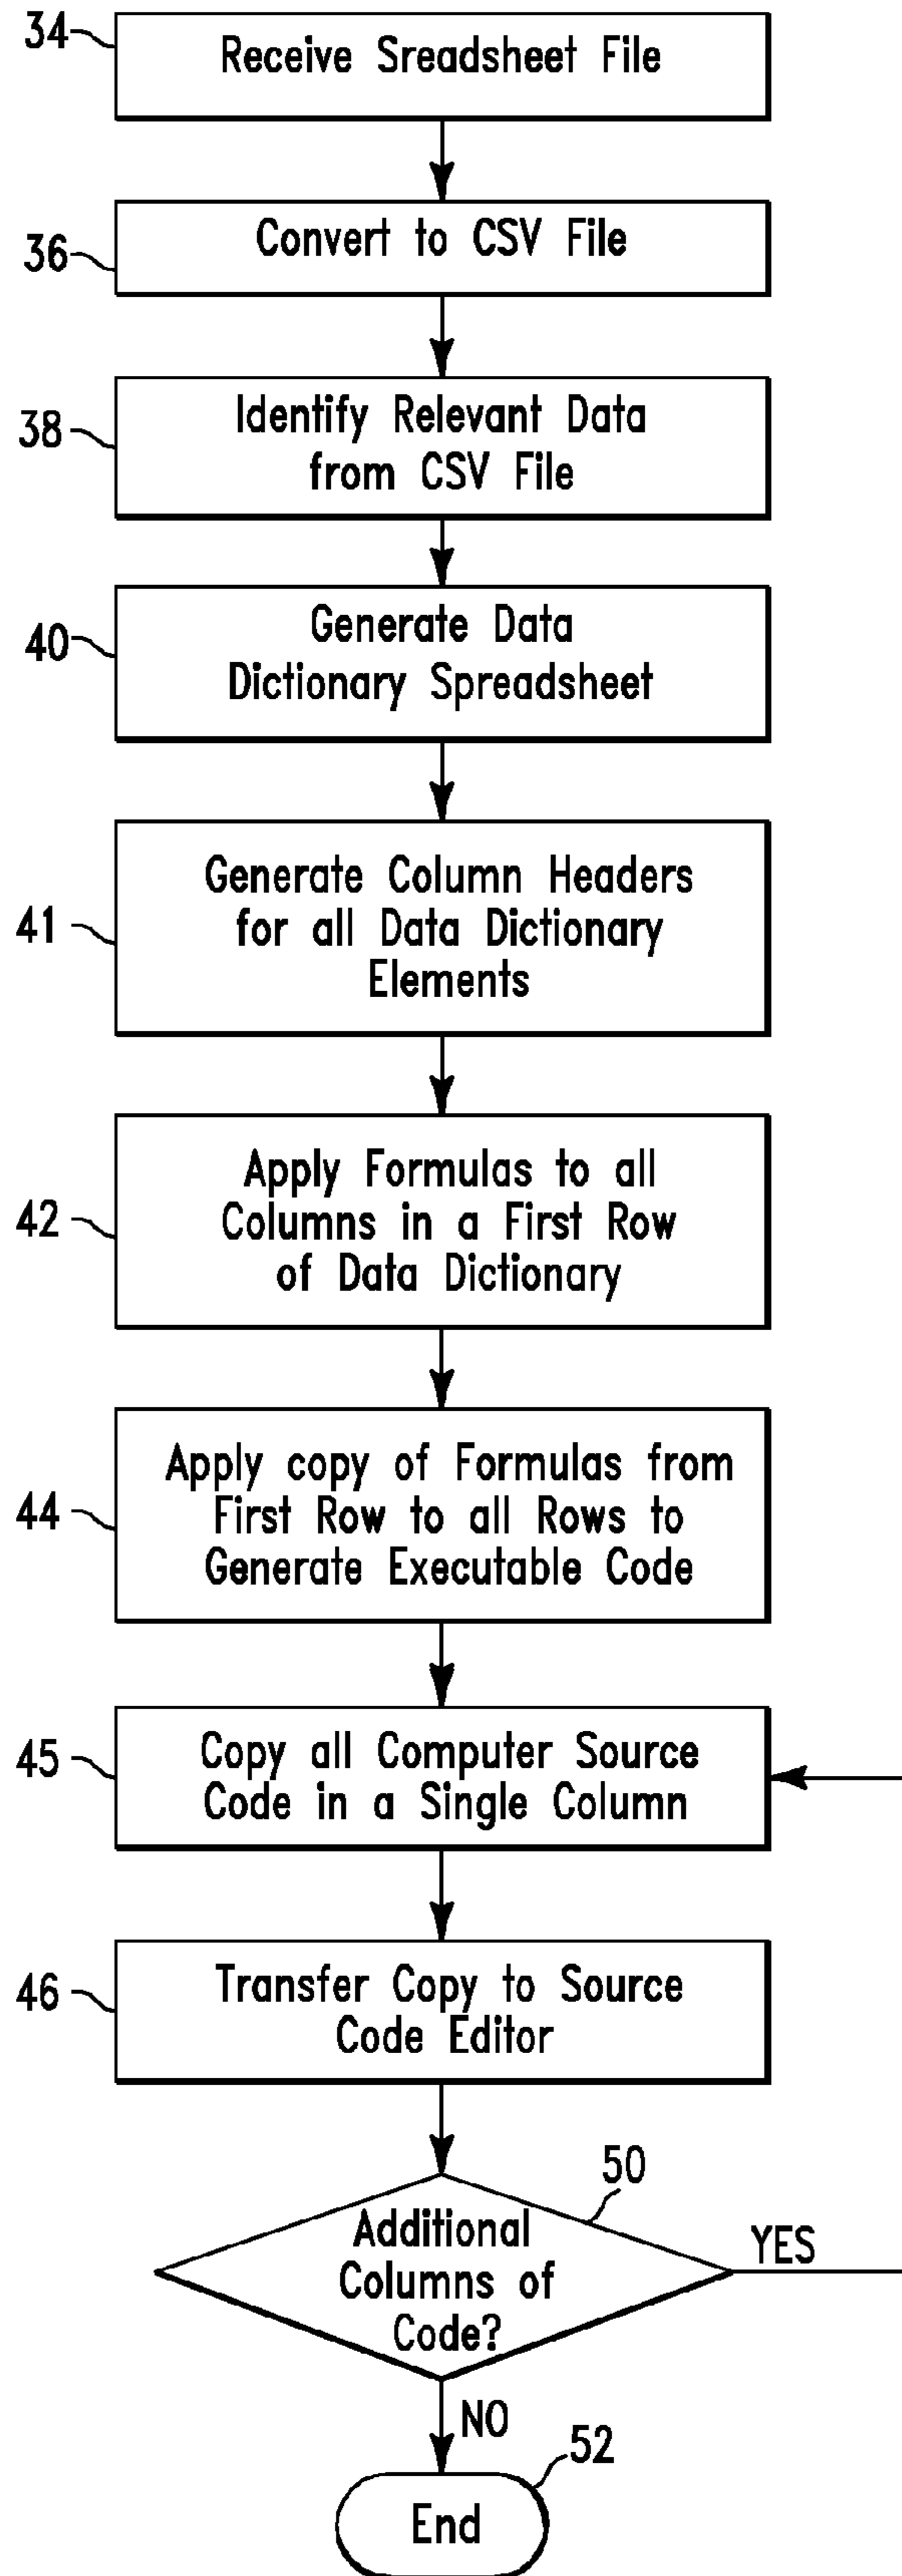 34
Receive Sreadsheet File
36
Convert to CSV File
38
Identify Relevant Data
from CSV File
40
Generate Data
Dictionary Spreadsheet
41
Generate Column Headers
for all Data Dictionary
Elements
42
Apply Formulas to all
Columns in a First Row
of Data Dictionary
44
Apply copy of Formulas from
First Row to all Rows to
Generate Executable Code
45
Copy all Computer Source
Code in a Single Column
46
Transfer Copy to Source
Code Editor
50
Additional
Columns of
Code?
YES
NO
52
End